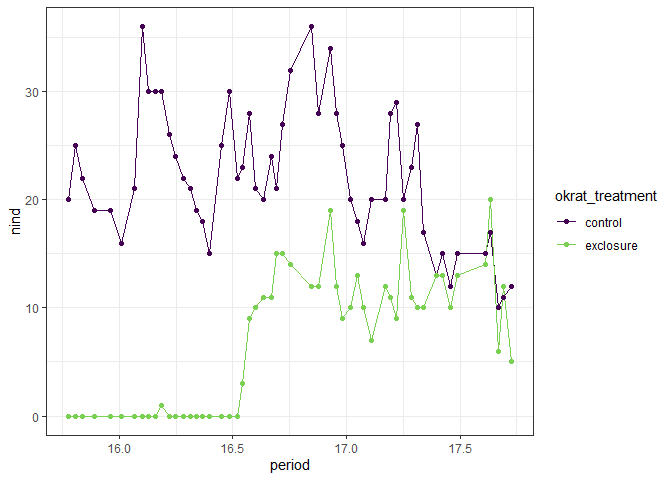 30
20
10
0
nind
16.0 16.5 17.0 17.5
period
okrat_treatment
control
exclosure